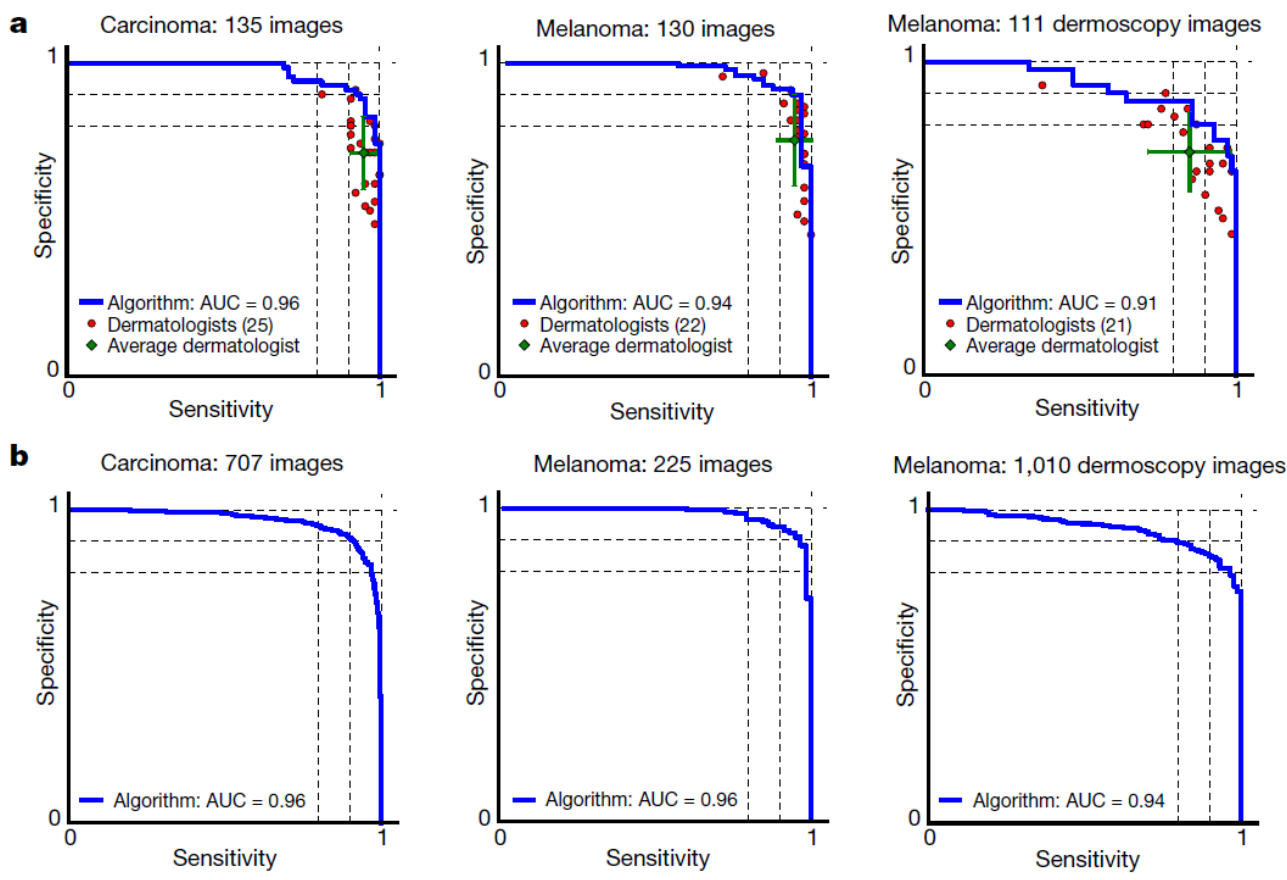 a
Carcinoma: 135 images
1
Specificity
Algorithm: AUC = 0.96
Dermatologists (25)
Average dermatologist
0
0
1
Sensitivity
Melanoma: 130 images
1
Specificity
Algorithm: AUC = 0.94
Dermatologists (22)
Average dermatologist
0
0
1
Sensitivity
Melanoma: 111 dermoscopy images
1
Specificity
Algorithm: AUC = 0.91
Dermatologists (21)
Average dermatologist
0
0
1
Sensitivity
b
Carcinoma: 707 images
1
Specificity
Algorithm: AUC = 0.96
0
0
1
Sensitivity
Melanoma: 225 images
1
Specificity
Algorithm: AUC = 0.96
0
0
1
Sensitivity
Melanoma: 1,010 dermoscopy images
1
Specificity
Algorithm: AUC = 0.94
0
0
1
Sensitivity